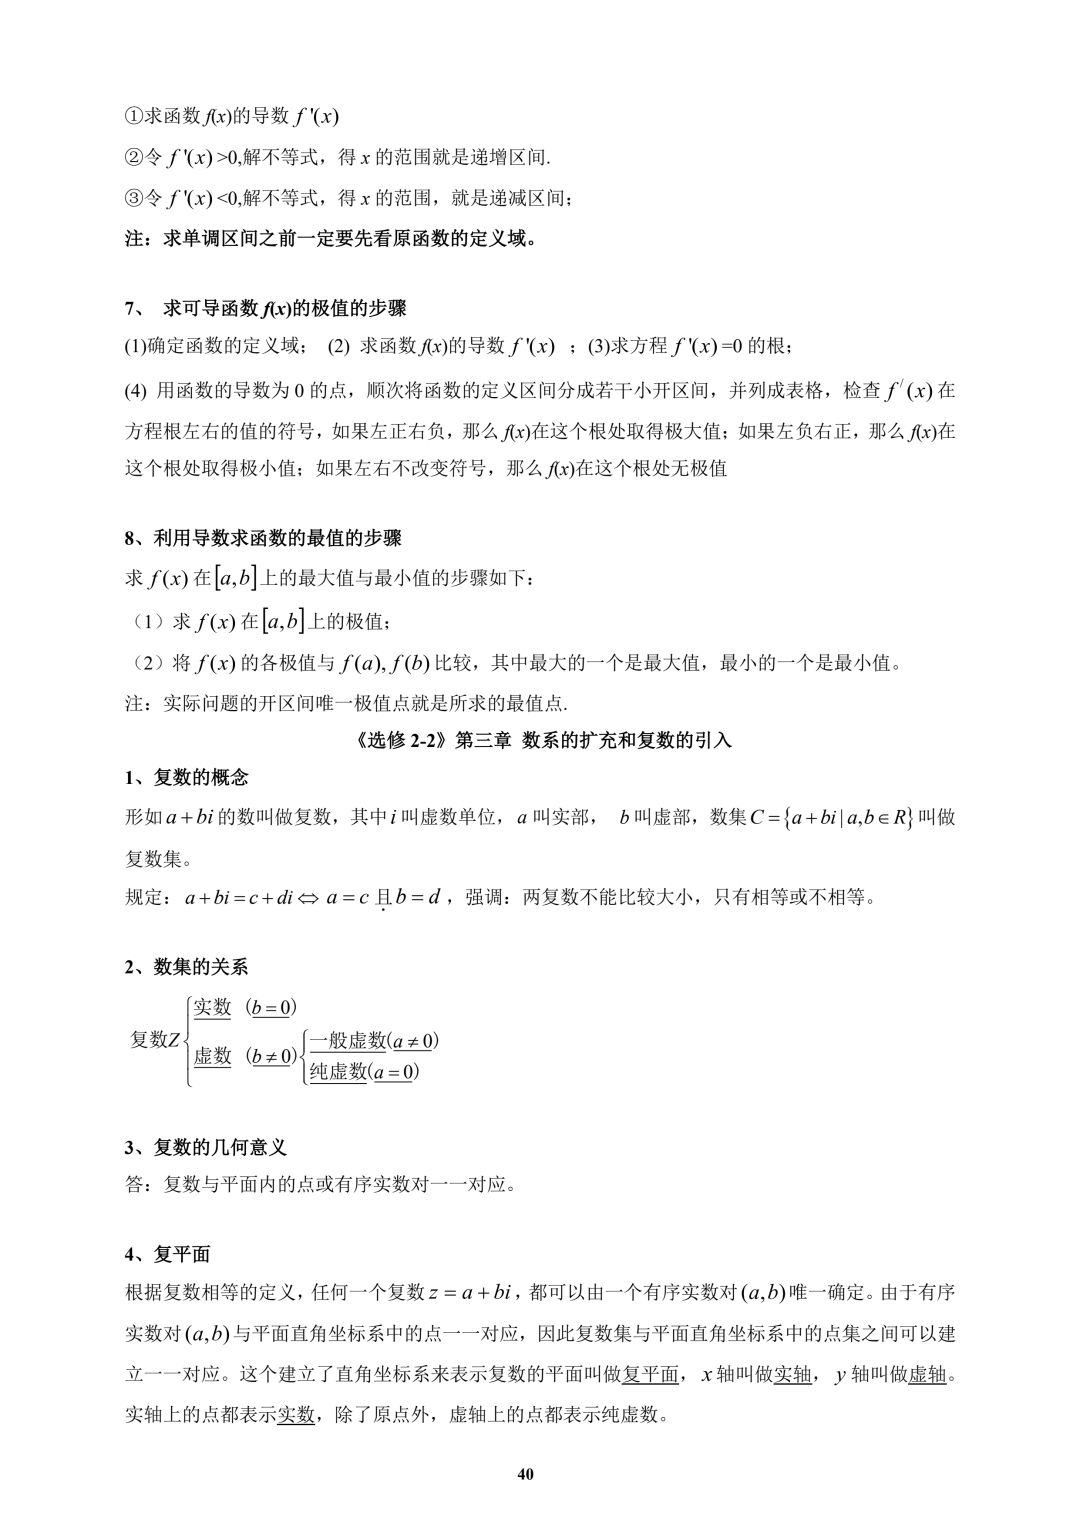 ①求函数 f(x)的导数 f '(x)
②令 f '(x) >0,解不等式，得 x 的范围就是递增区间.
③令 f '(x) <0,解不等式，得 x 的范围，就是递减区间；
注：求单调区间之前一定要先看原函数的定义域。
7、 求可导函数 f(x)的极值的步骤
(1)确定函数的定义域； (2) 求函数 f(x)的导数 f '(x) ；(3)求方程 f '(x) =0 的根；
(4) 用函数的导数为 0 的点，顺次将函数的定义区间分成若干小开区间，并列成表格，检查 f /(x) 在
方程根左右的值的符号，如果左正右负，那么 f(x)在这个根处取得极大值；如果左负右正，那么 f(x)在
这个根处取得极小值；如果左右不改变符号，那么 f(x)在这个根处无极值
8、利用导数求函数的最值的步骤
求 f(x) 在[a,b]上的最大值与最小值的步骤如下：
（1）求 f(x) 在[a,b]上的极值；
（2）将 f(x) 的各极值与 f(a), f(b) 比较，其中最大的一个是最大值，最小的一个是最小值。
注：实际问题的开区间唯一极值点就是所求的最值点.
《选修 2-2》第三章 数系的扩充和复数的引入
1、复数的概念
形如 a + bi 的数叫做复数，其中 i 叫虚数单位，a 叫实部， b 叫虚部，数集 C = {a + bi | a,b ∈ R} 叫做
复数集。
规定：a + bi = c + di ⇔ a = c 且 b = d ，强调：两复数不能比较大小，只有相等或不相等。
2、数集的关系
实数 (b = 0)
复数Z { 虚数 (b ≠ 0) { 一般虚数(a ≠ 0)
纯虚数(a = 0)
3、复数的几何意义
答：复数与平面内的点或有序实数对一一对应。
4、复平面
根据复数相等的定义，任何一个复数 z = a + bi，都可以由一个有序实数对 (a,b) 唯一确定。由于有序
实数对 (a,b) 与平面直角坐标系中的点一一对应，因此复数集与平面直角坐标系中的点集之间可以建
立一一对应。这个建立了直角坐标系来表示复数的平面叫做复平面， x 轴叫做实轴， y 轴叫做虚轴。
实轴上的点都表示实数，除了原点外，虚轴上的点都表示纯虚数。
40